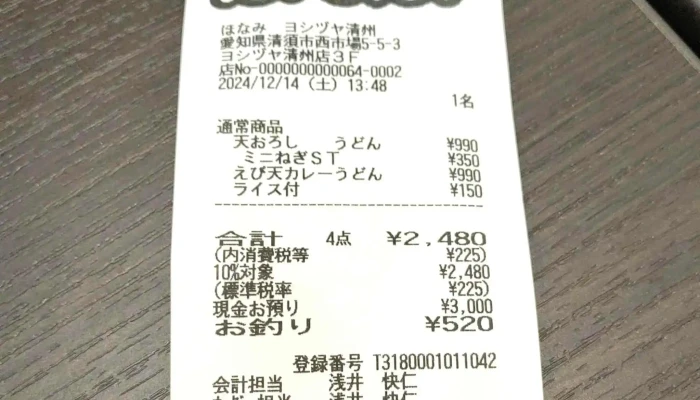 ほなみ ヨシヅヤ清州
愛知県清須市西市場5-5-3
ヨシヅヤ清州店3F
店No-0000000000064-0002
2024/12/14(土) 13:48
1名
通常商品
天おろし うどん ¥990
ミニねぎST ¥350
えび天カレーうどん ¥990
ライス付 ¥150
合計 4点 ¥2,480
(内消費税等 ¥225)
10%対象 ¥2,480
(標準税率 ¥225)
現金お預り ¥3,000
お釣り ¥520
登録番号 T3180001011042
会計担当 浅井 快仁